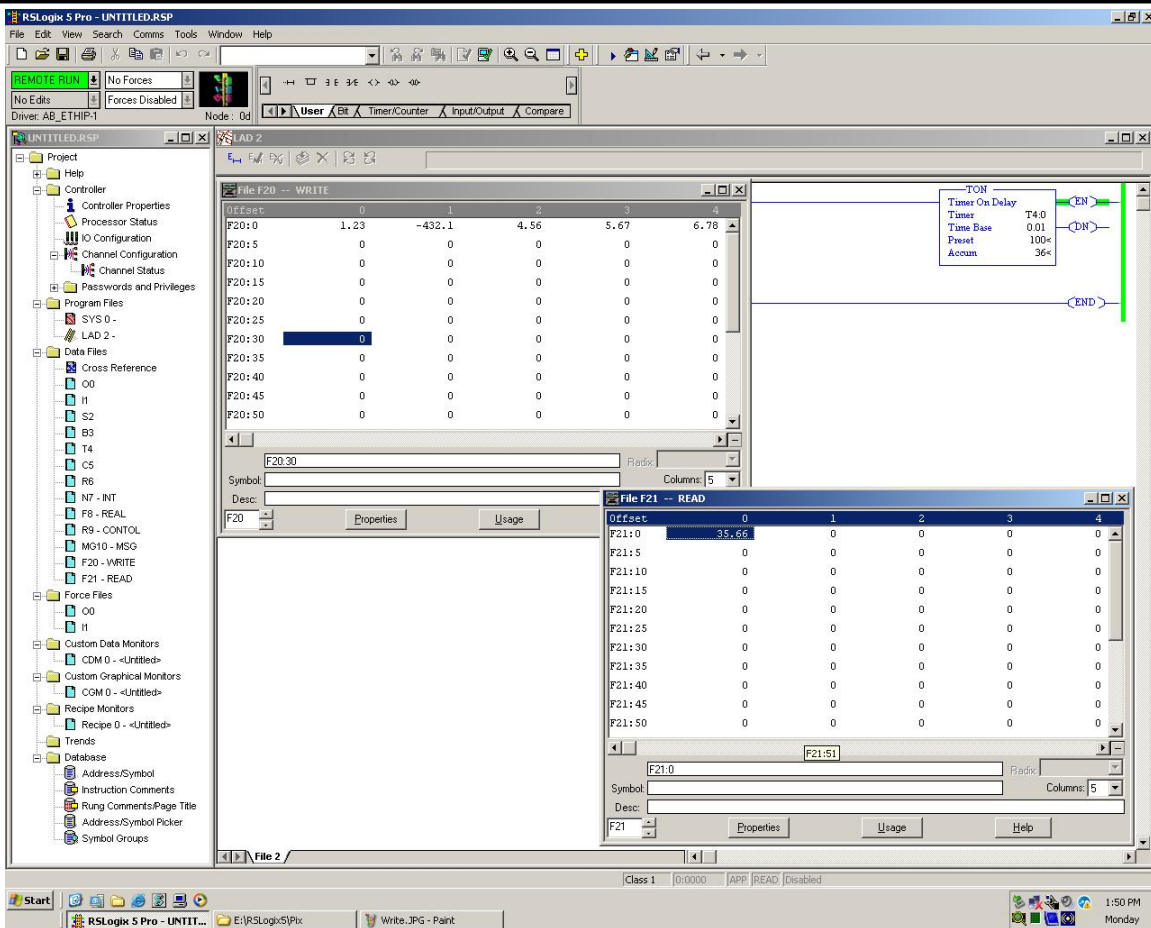 RSLogix 5 Pro - UNTITLED.RSP
File Edit View Search Comms Tools Window Help
REMOTE RUN No Forces
No Edits Forces Disabled
Driver: AB_ETHIP-1 Node : 0d
User Bit Timer/Counter Input/Output Compare
UNTITLED.RSP
Project
Help
Controller
Controller Properties
Processor Status
IO Configuration
Channel Configuration
Channel Status
Passwords and Privileges
Program Files
SYS 0 -
LAD 2 -
Data Files
Cross Reference
O0
I1
S2
B3
T4
C5
R6
N7 - INT
F8 - REAL
R9 - CONTOL
MG10 - MSG
F20 - WRITE
F21 - READ
Force Files
O0
I1
Custom Data Monitors
CDM 0 - <Untitled>
Custom Graphical Monitors
CGM 0 - <Untitled>
Recipe Monitors
Recipe 0 - <Untitled>
Trends
Database
Address/Symbol
Instruction Comments
Rung Comments/Page Title
Address/Symbol Picker
Symbol Groups
LAD 2
File F20 -- WRITE
Offset 0 1 2 3 4
F20:0 1.23 -432.1 4.56 5.67 6.78
F20:5 0 0 0 0 0
F20:10 0 0 0 0 0
F20:15 0 0 0 0 0
F20:20 0 0 0 0 0
F20:25 0 0 0 0 0
F20:30 0 0 0 0 0
F20:35 0 0 0 0 0
F20:40 0 0 0 0 0
F20:45 0 0 0 0 0
F20:50 0 0 0 0 0
F20:30 Radix:
Symbol: Columns: 5
Desc:
F20 Properties Usage
TON
Timer On Delay EN
Timer T4:0
Time Base 0.01 DN
Preset 100<
Accum 36<
END
File F21 -- READ
Offset 0 1 2 3 4
F21:0 35.66 0 0 0 0
F21:5 0 0 0 0 0
F21:10 0 0 0 0 0
F21:15 0 0 0 0 0
F21:20 0 0 0 0 0
F21:25 0 0 0 0 0
F21:30 0 0 0 0 0
F21:35 0 0 0 0 0
F21:40 0 0 0 0 0
F21:45 0 0 0 0 0
F21:50 0 0 0 0 0
F21:51
F21:0 Radix:
Symbol: Columns: 5
Desc:
F21 Properties Usage Help
File 2
Class 1 0:0000 APP READ Disabled
Start 1:50 PM
RSLogix 5 Pro - UNTIT... E:\RSLogix5\Pix Write.JPG - Paint Monday